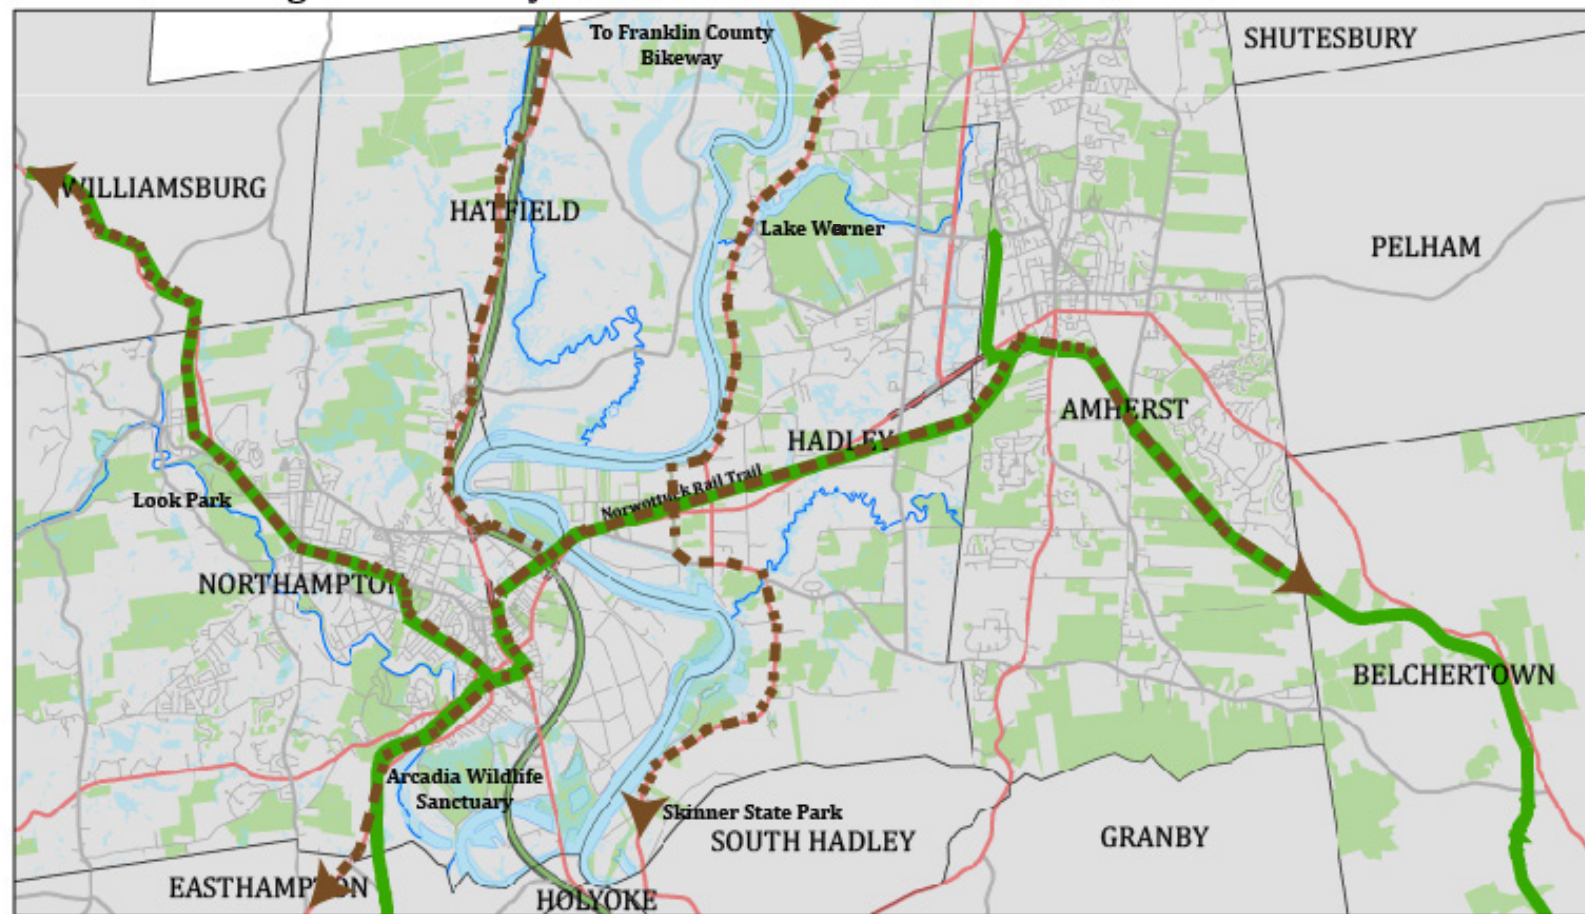 To Franklin County
Bikeway
SHUTESBURY
WILLIAMSBURG
HATFIELD
Lake Worner
PELHAM
AMHERST
HADLEY
Norwottuck Rail Trail
Look Park
NORTHAMPTON
BELCHERTOWN
Arcadia Wildlife
Sanctuary
Skinner State Park
SOUTH HADLEY
GRANBY
EASTHAMPTON
HOLYOKE